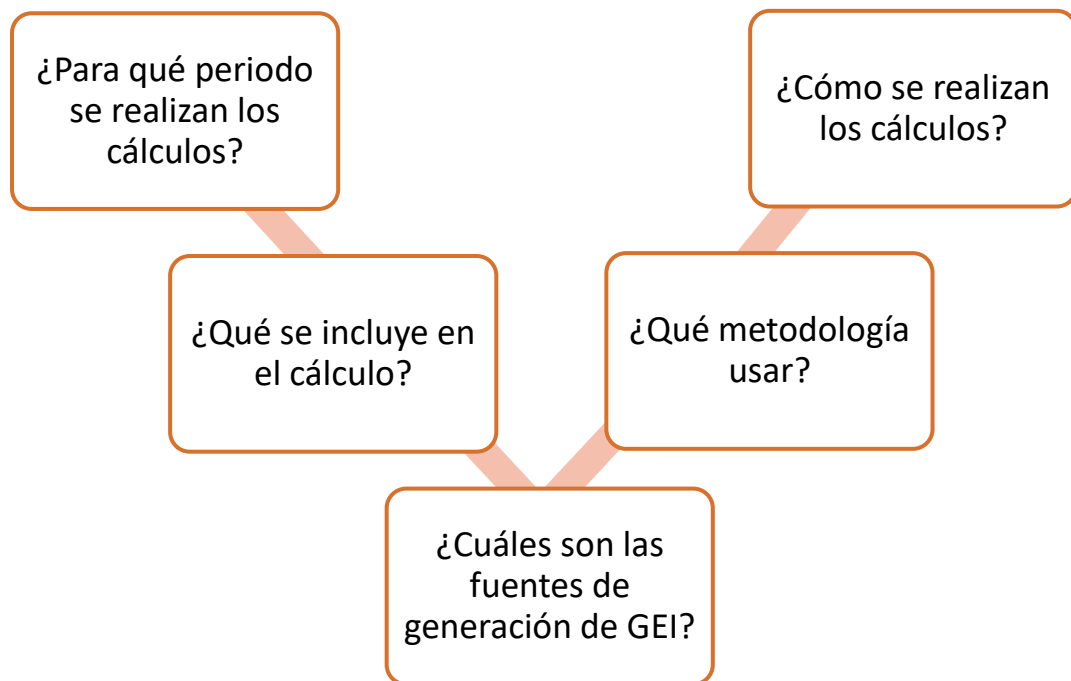 ¿Para qué periodo
se realizan los
cálculos?
¿Qué se incluye en
el cálculo?
¿Cuáles son las
fuentes de
generación de GEI?
¿Qué metodología
usar?
¿Cómo se realizan
los cálculos?